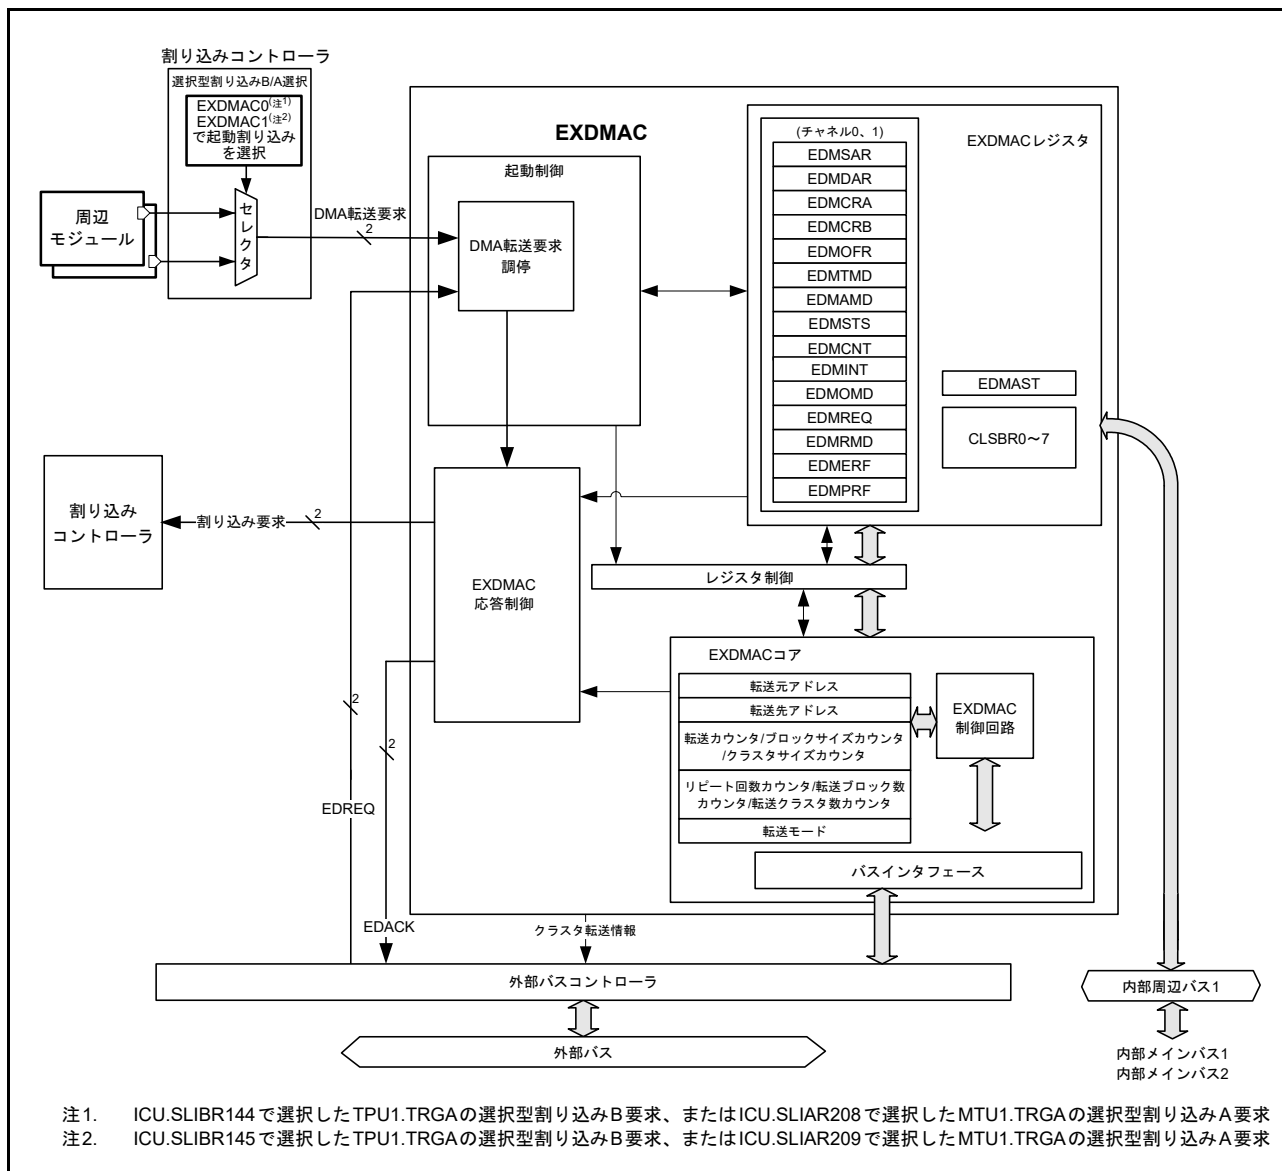 割り込みコントローラ
選択型割り込みB/A選択
EXDMAC0(注1)
EXDMAC1(注2)
で起動割り込み
を選択
周辺
モジュール
セレクタ
DMA転送要求
2
EXDMAC
起動制御
DMA転送要求
調停
(チャネル0、1)
EDMSAR
EDMDAR
EDMCRA
EDMCRB
EDMOFR
EDMTMD
EDMAMD
EDMSTS
EDMCNT
EDMINT
EDMOMD
EDMREQ
EDMRMD
EDMERF
EDMPRF
EXDMACレジスタ
EDMAST
CLSBR0～7
割り込み
コントローラ
割り込み要求
2
EXDMAC
応答制御
レジスタ制御
EXDMACコア
転送元アドレス
転送先アドレス
転送カウンタ/ブロックサイズカウンタ
/クラスタサイズカウンタ
リピート回数カウンタ/転送ブロック数
カウンタ/転送クラスタ数カウンタ
転送モード
EXDMAC
制御回路
バスインタフェース
2
2
EDREQ
EDACK
クラスタ転送情報
外部バスコントローラ
外部バス
内部周辺バス1
内部メインバス1
内部メインバス2
注1. ICU.SLIBR144で選択したTPU1.TRGAの選択型割り込みB要求、またはICU.SLIAR208で選択したMTU1.TRGAの選択型割り込みA要求
注2. ICU.SLIBR145で選択したTPU1.TRGAの選択型割り込みB要求、またはICU.SLIAR209で選択したMTU1.TRGAの選択型割り込みA要求